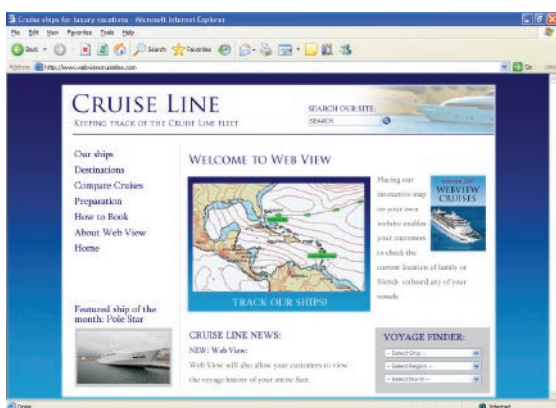 Cruise ships for luxury vacations - Microsoft Internet Explorer
File Edit View Favorites Tools Help
Back Search Favorites
Address http://www.webviewcruiseline.com Go
CRUISE LINE
KEEPING TRACK OF THE CRUISE LINE FLEET
SEARCH OUR SITE:
SEARCH
Our ships
Destinations
Compare Cruises
Preparation
How to Book
About Web View
Home
Featured ship of the
month: Pole Star
WELCOME TO WEB VIEW
TRACK OUR SHIPS!
Placing our
interactive map
on your own
website enables
your customers
to check the
current location of family or
friends onboard any of your
vessels.
WEBVIEW
CRUISES
CRUISE LINE NEWS:
NEW: Web View:
Web View will also allow your customers to view
the voyage history of your entire fleet.
VOYAGE FINDER:
-- Select Ship --
-- Select Region --
-- Select Month --
Done Internet